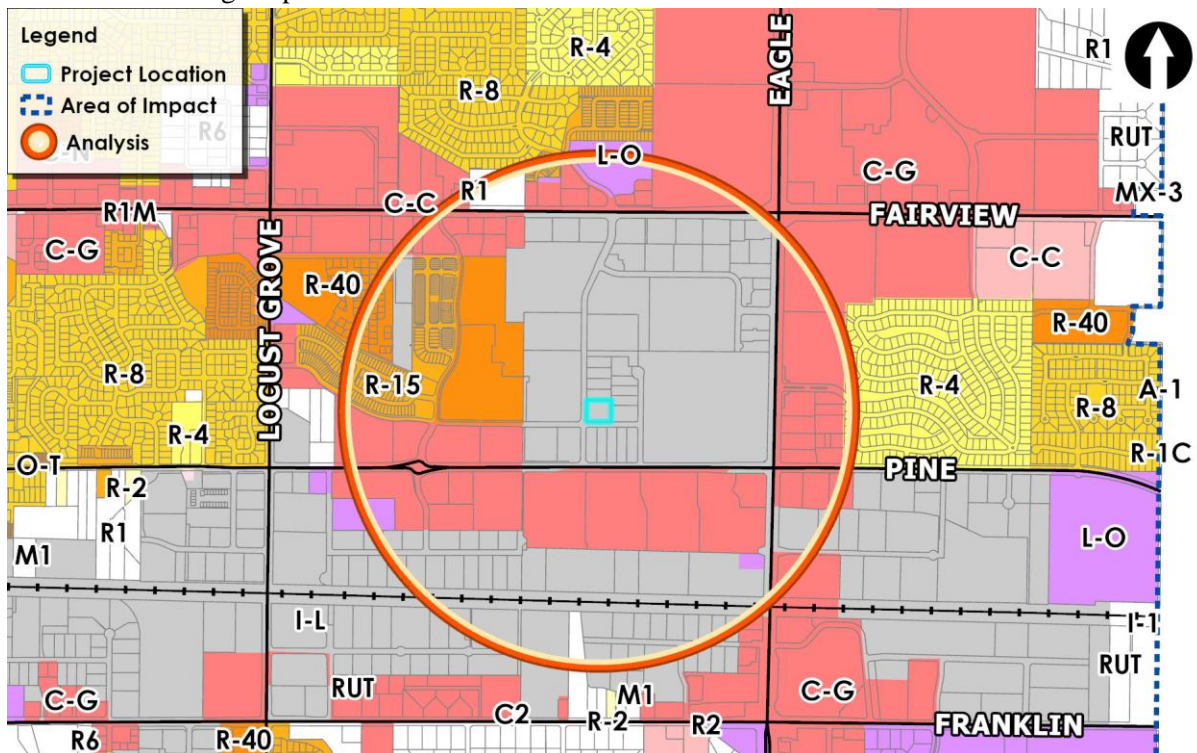 Legend
Project Location
Area of Impact
Analysis
R6
C-N
R-4
R-8
EAGLE
R1
RUT
L-O
C-G
MX-3
R1
C-C
FAIRVIEW
R1M
C-G
LOCUST GROVE
R-40
C-C
R-40
R-8
R-15
R-4
R-8
A-1
R-4
R-1C
O-T
PINE
R-2
R1
M1
L-O
I-L
I-1
RUT
RUT
C-G
C-G
M1
C2
R-2
R2
FRANKLIN
R6
R-40